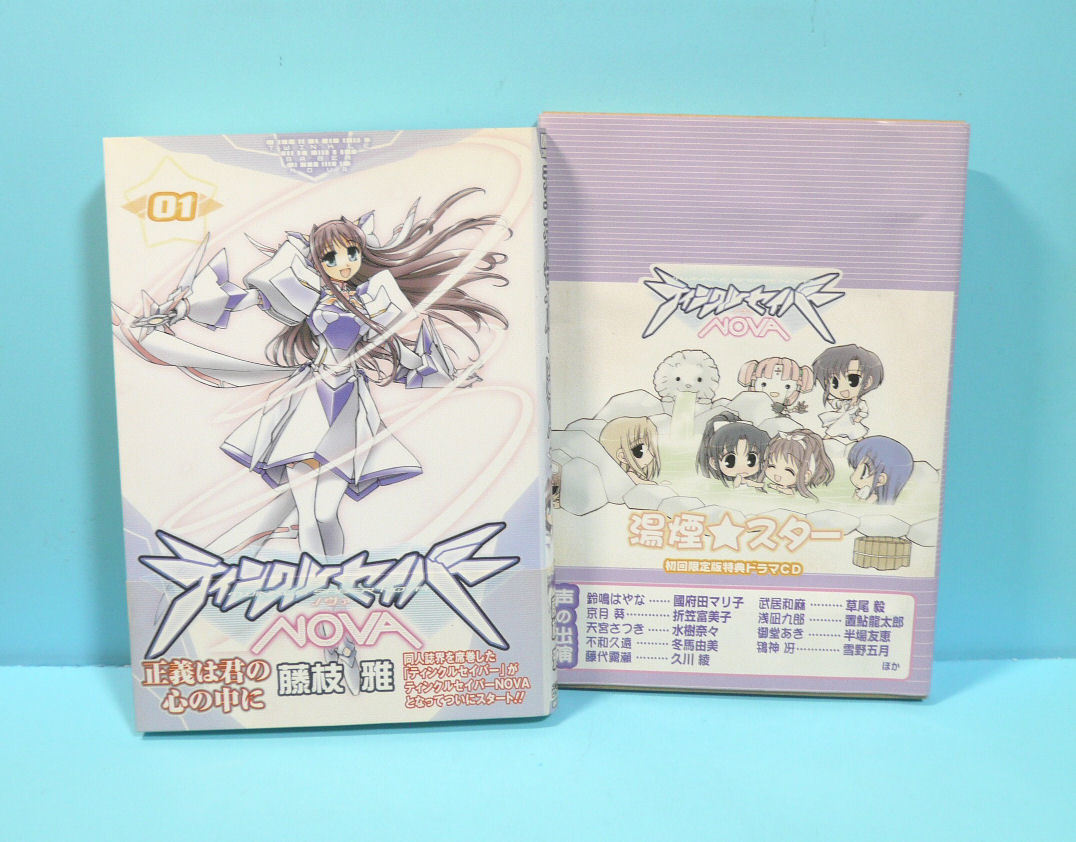 TWINKLE
SABER
NOVA
01
ティンクルセイバー
ノヴァ
NOVA
正義は君の
心の中に
藤枝 雅
同人誌界を席巻した
「ティンクルセイバー」が
ティンクルセイバーNOVA
となってついにスタート!!
ティンクルセイバー
NOVA
湯煙★スター
初回限定版特典ドラマCD
声の出演
鈴鳴はやな……國府田マリ子
京月 葵………折笠富美子
天宮さつき……水樹奈々
不和久遠………冬馬由美
藤代霧瀬………久川 綾
武居和麻………草尾 毅
浅凪九郎………置鮎龍太郎
御堂あき………半場友恵
鴇神 冴………雪野五月
ほか